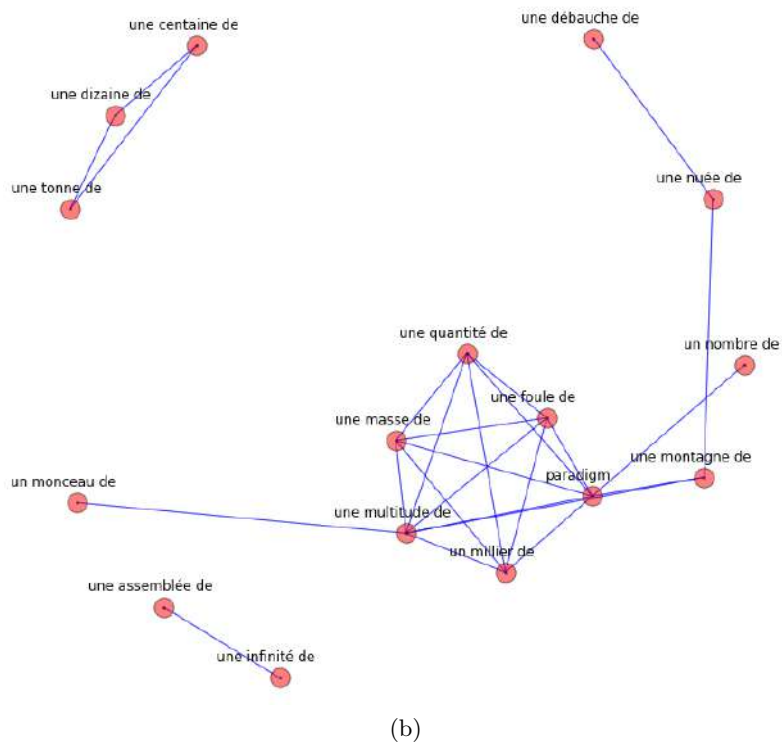 une centaine de
une débauche de
une dizaine de
une tonne de
une nuée de
une quantité de
un nombre de
une foule de
une masse de
une montagne de
paradigm
un monceau de
une multitude de
un millier de
une assemblée de
une infinité de
(b)